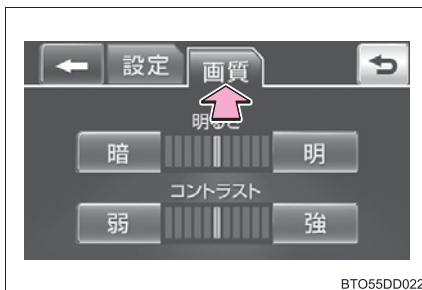 設定 画質
明るさ
暗 明
コントラスト
弱 強
BTO55DD022